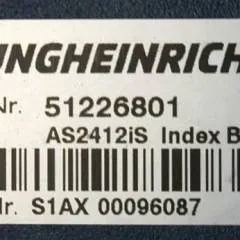 UNGHEINRICH
Nr. 51226801
AS2412iS Index B
Nr. S1AX 00096087